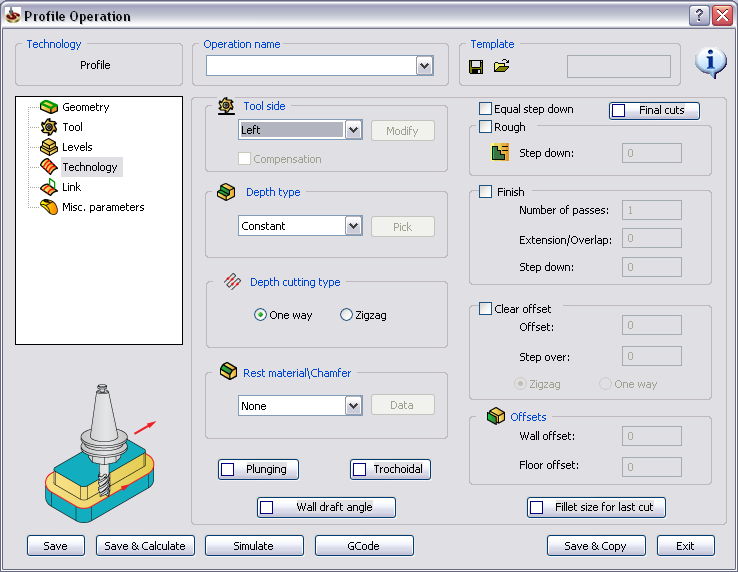 Profile Operation
Technology
Profile
Operation name
Template
Geometry
Tool
Levels
Technology
Link
Misc. parameters
Tool side
Left
Modify
Compensation
Depth type
Constant
Pick
Depth cutting type
One way
Zigzag
Rest material\Chamfer
None
Data
Plunging
Trochoidal
Wall draft angle
Equal step down
Final cuts
Rough
Step down:
0
Finish
Number of passes:
1
Extension/Overlap:
0
Step down:
0
Clear offset
Offset:
0
Step over:
0
Zigzag
One way
Offsets
Wall offset:
0
Floor offset:
0
Fillet size for last cut
Save
Save & Calculate
Simulate
GCode
Save & Copy
Exit